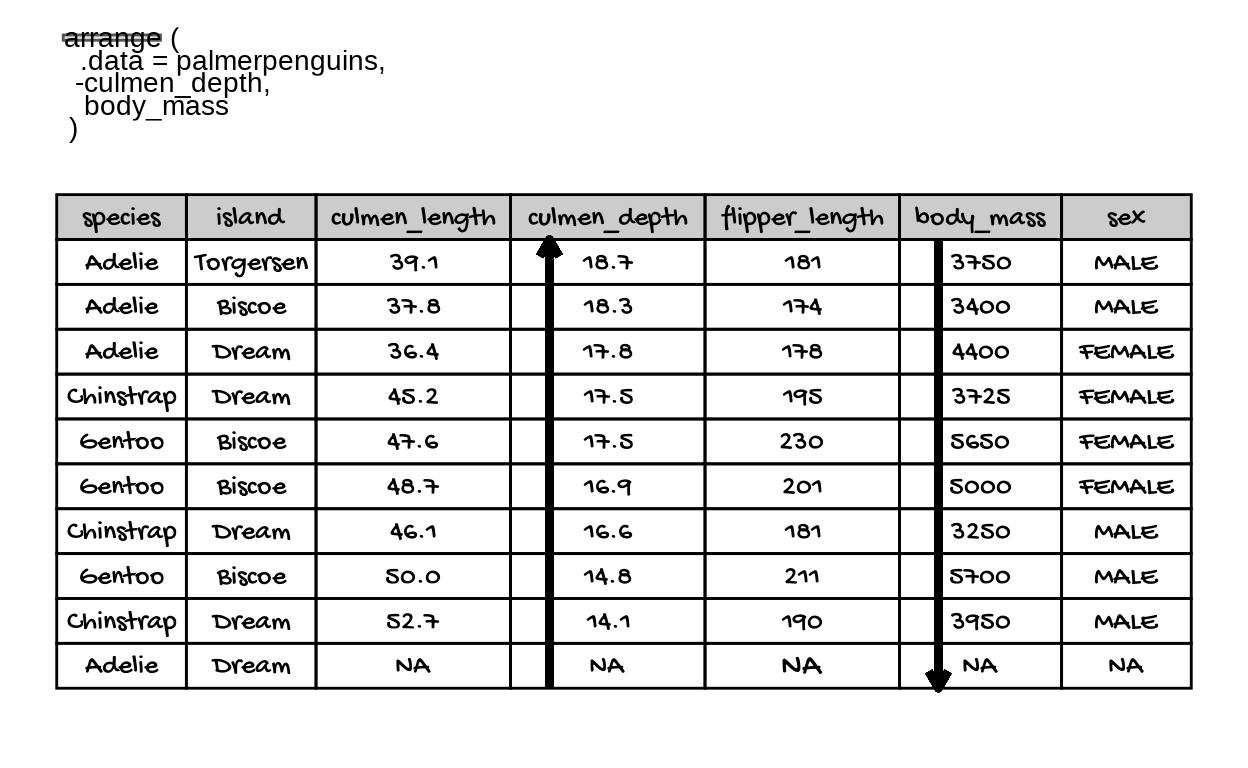 arrange (
.data = palmerpenguins,
-culmen_depth,
body_mass
)
species island culmen_length culmen_depth flipper_length body_mass sex
Adelie Torgersen 39.1 18.7 181 3750 MALE
Adelie Biscoe 37.8 18.3 174 3400 MALE
Adelie Dream 36.4 17.8 178 4400 FEMALE
Chinstrap Dream 45.2 17.5 195 3725 FEMALE
Gentoo Biscoe 47.6 17.5 230 5650 FEMALE
Gentoo Biscoe 48.7 16.9 201 5000 FEMALE
Chinstrap Dream 46.1 16.6 181 3250 MALE
Gentoo Biscoe 50.0 14.8 211 5700 MALE
Chinstrap Dream 52.7 14.1 190 3950 MALE
Adelie Dream NA NA NA NA NA